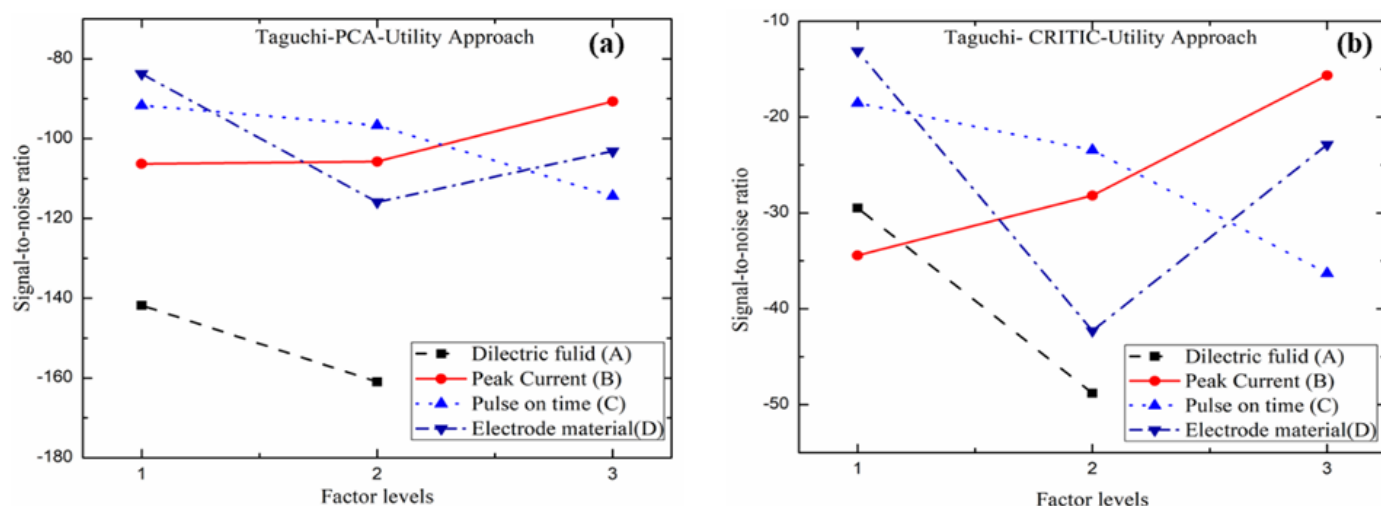 Taguchi-PCA-Utility Approach
(a)
Signal-to-noise ratio
-80
-100
-120
-140
-160
-180
1
2
3
Factor levels
Dilectric fulid (A)
Peak Current (B)
Pulse on time (C)
Electrode material(D)
Taguchi- CRITIC-Utility Approach
(b)
Signal-to-noise ratio
-10
-20
-30
-40
-50
1
2
3
Factor levels
Dilectric fulid (A)
Peak Current (B)
Pulse on time (C)
Electrode material(D)